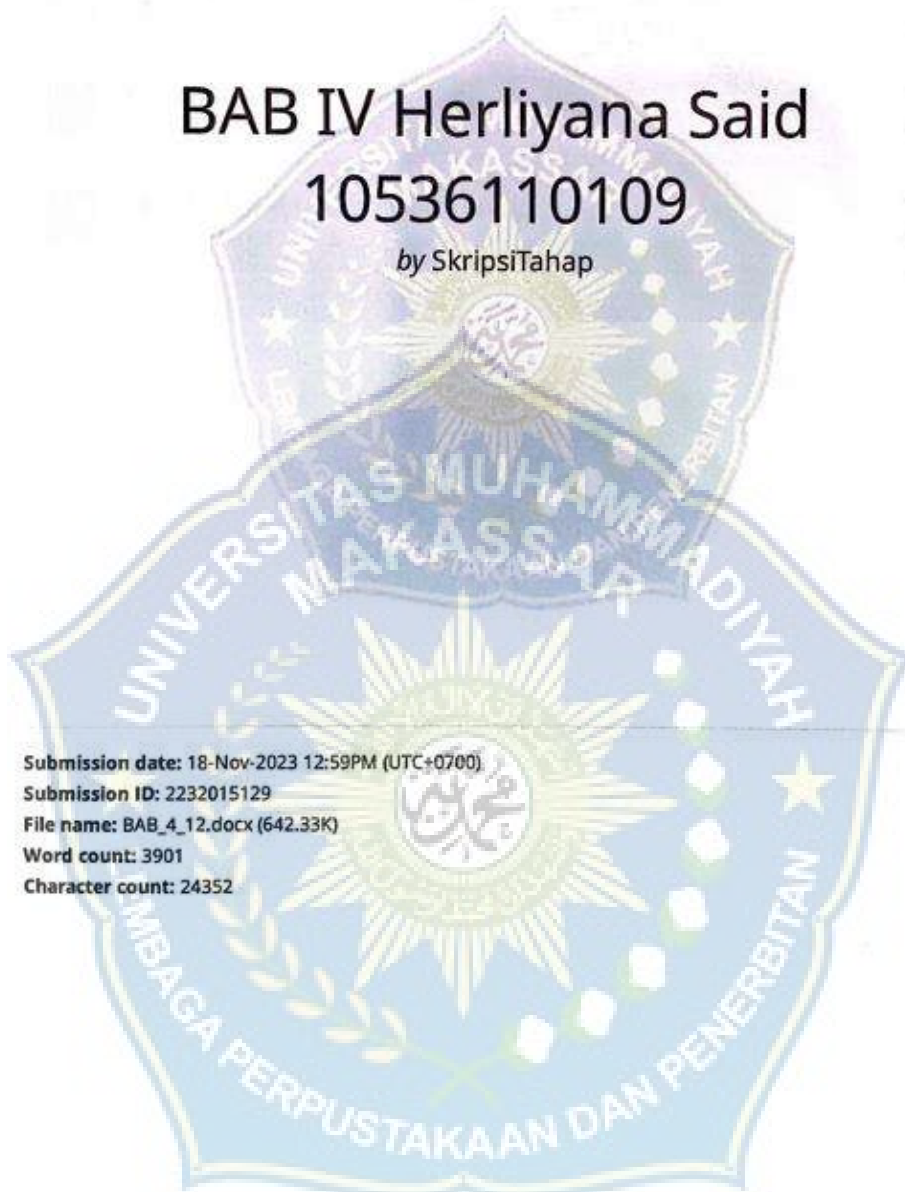 BAB IV Herliyana Said
10536110109
by SkripsiTahap
UNIVERSITAS MUHAMMADIYAH
MAKASSAR
Submission date: 18-Nov-2023 12:59PM (UTC+0700)
Submission ID: 2232015129
File name: BAB_4_12.docx (642.33K)
Word count: 3901
Character count: 24352
LEMBAGA PERPUSTAKAAN DAN PENERBITAN